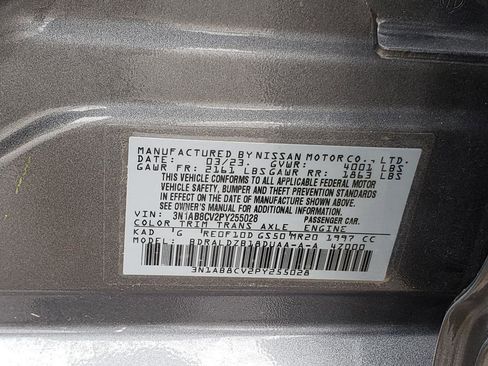 MANUFACTURED BY NISSAN MOTOR CO., LTD.
DATE: 03/23. GVWR: 4001 LBS
GAWR FR: 2161 LBS GAWR RR: 1863 LBS
THIS VEHICLE CONFORMS TO ALL APPLICABLE FEDERAL MOTOR
VEHICLE SAFETY, BUMPER AND THEFT PREVENTION STANDARDS
IN EFFECT ON THE DATE OF MANUFACTURE SHOWN ABOVE.
SEE OWNER'S MANUAL FOR ADDITIONAL INFORMATION
VIN: 3N1AB8CV2PY255028 PASSENGER CAR.
COLOR TRIM TRANS AXLE ENGINE
KAD G RE0F10D GS50 MR20 1997 CC
MODEL: BDRALDZB18DUAA-A-A 47000
3N1AB8CV2PY255028